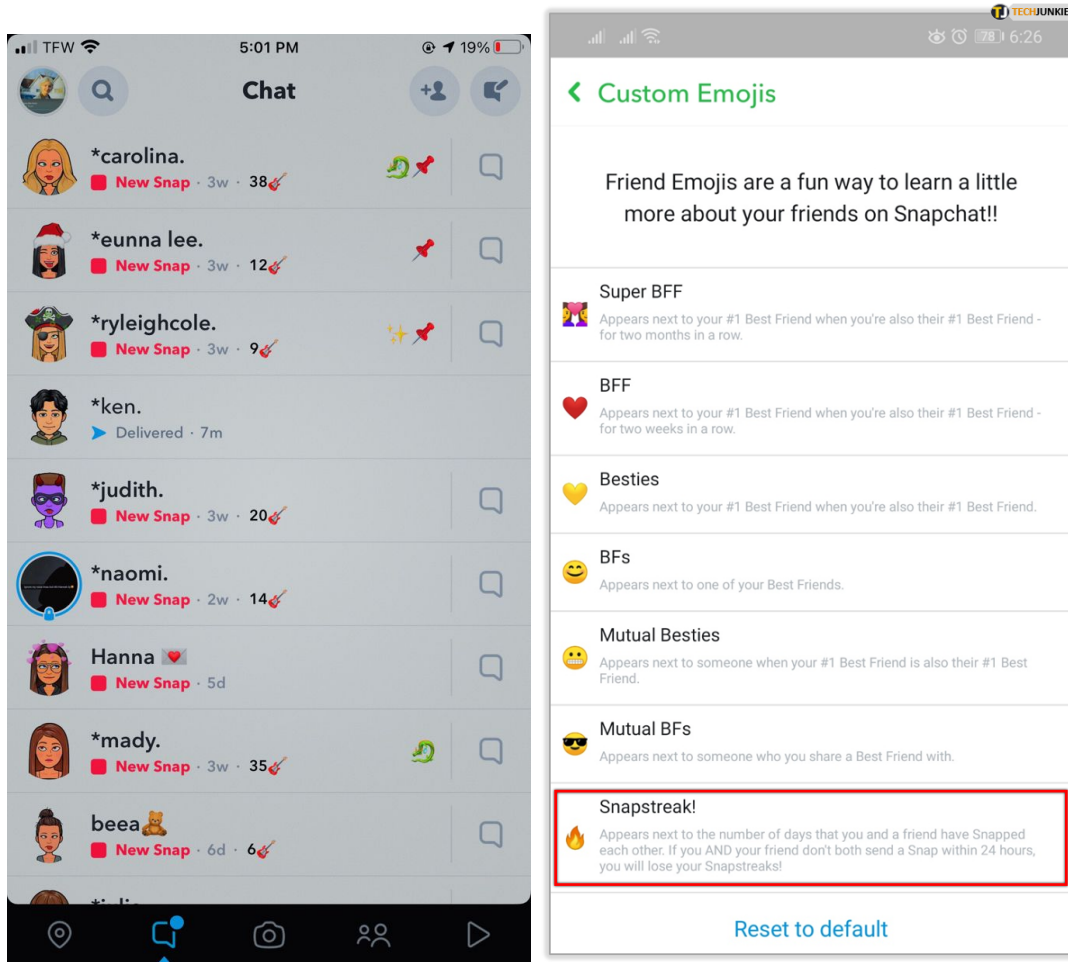 TECHJUNKIE
TFW 5:01 PM 19%
Chat
*carolina.
New Snap · 3w · 38🎸
*eunna lee.
New Snap · 3w · 12🎸
*ryleighcole.
New Snap · 3w · 9🎸
*ken.
Delivered · 7m
*judith.
New Snap · 3w · 20🎸
*naomi.
New Snap · 2w · 14🎸
Hanna 💌
New Snap · 5d
*mady.
New Snap · 3w · 35🎸
beea🧸
New Snap · 6d · 6🎸
78 6:26
Custom Emojis
Friend Emojis are a fun way to learn a little
more about your friends on Snapchat!!
Super BFF
Appears next to your #1 Best Friend when you're also their #1 Best Friend -
for two months in a row.
BFF
Appears next to your #1 Best Friend when you're also their #1 Best Friend -
for two weeks in a row.
Besties
Appears next to your #1 Best Friend when you're also their #1 Best Friend.
BFs
Appears next to one of your Best Friends.
Mutual Besties
Appears next to someone when your #1 Best Friend is also their #1 Best
Friend.
Mutual BFs
Appears next to someone who you share a Best Friend with.
Snapstreak!
Appears next to the number of days that you and a friend have Snapped
each other. If you AND your friend don't both send a Snap within 24 hours,
you will lose your Snapstreaks!
Reset to default